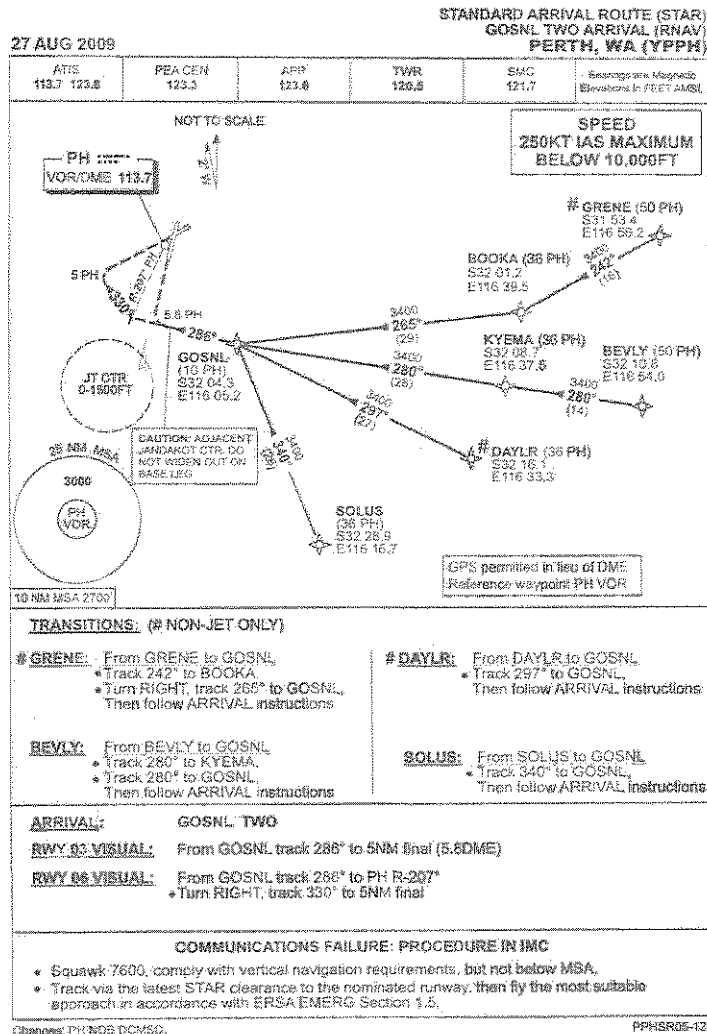 STANDARD ARRIVAL ROUTE (STAR)
GOSNL TWO ARRIVAL (RNAV)
27 AUG 2009
PERTH, WA (YPPH)
ATIS
113.7 123.8
PEA CEN
123.3
APP
123.6
TWR
120.5
SMC
121.7
Bearings are Magnetic
Elevations in FEET AMSL
NOT TO SCALE
SPEED
250KT IAS MAXIMUM
BELOW 10,000FT
PH
VOR/DME 113.7
# GRENE (50 PH)
S31 53.4
E116 56.2
3400
242°
(16)
BOOKA (36 PH)
S32 01.2
E116 39.5
5 PH
330°
R-207° PH
5.8 PH
286°
3400
265°
(29)
KYEMA (36 PH)
S32 08.7
E116 37.8
BEVLY (50 PH)
S32 10.8
E116 54.0
3400
280°
(28)
3400
280°
(14)
GOSNL
(10 PH)
S32 04.3
E116 05.2
JT CTR
0-1500FT
3400
297°
(27)
3400
340°
# DAYLR (36 PH)
S32 16.1
E116 33.3
CAUTION: ADJACENT
JANDAKOT CTR. DO
NOT WIDEN OUT ON
BASE LEG
25 NM MSA
3000
PH
VOR
10 NM MSA 2700
SOLUS
(36 PH)
S32 28.9
E116 16.7
GPS permitted in lieu of DME
Reference waypoint PH VOR
TRANSITIONS: (# NON-JET ONLY)
# GRENE: From GRENE to GOSNL
• Track 242° to BOOKA.
• Turn RIGHT, track 265° to GOSNL,
Then follow ARRIVAL instructions
# DAYLR: From DAYLR to GOSNL
• Track 297° to GOSNL,
Then follow ARRIVAL instructions
BEVLY: From BEVLY to GOSNL
• Track 280° to KYEMA,
• Track 280° to GOSNL,
Then follow ARRIVAL instructions
SOLUS: From SOLUS to GOSNL
• Track 340° to GOSNL,
Then follow ARRIVAL instructions
ARRIVAL: GOSNL TWO
RWY 03 VISUAL: From GOSNL track 286° to 5NM final (5.8DME)
RWY 06 VISUAL: From GOSNL track 286° to PH R-207°
• Turn RIGHT, track 330° to 5NM final
COMMUNICATIONS FAILURE: PROCEDURE IN IMC
• Squawk 7600, comply with vertical navigation requirements, but not below MSA.
• Track via the latest STAR clearance to the nominated runway, then fly the most suitable
approach in accordance with ERSA EMERG Section 1.5.
Changes: PH NDB DCMSD.
PPHSR05-120